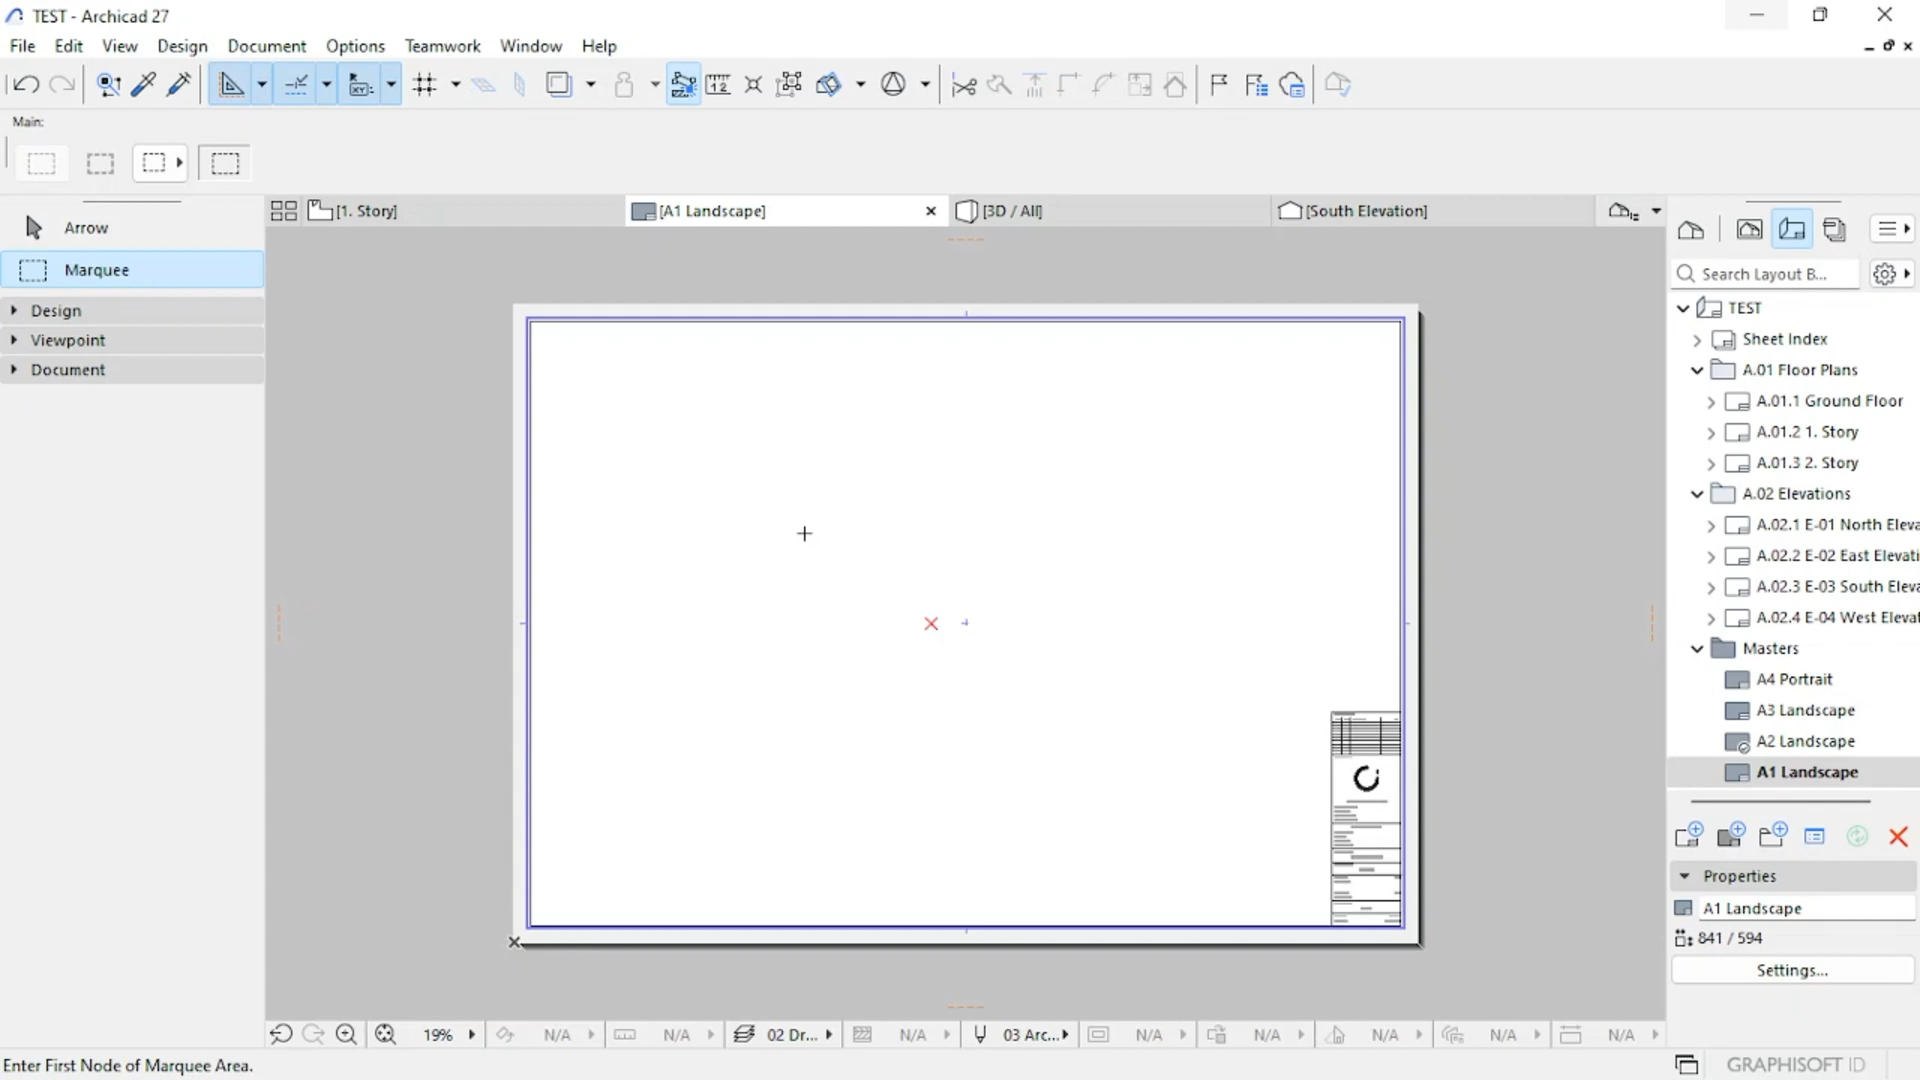 TEST - Archicad 27
File Edit View Design Document Options Teamwork Window Help
Main:
Arrow
Marquee
Design
Viewpoint
Document
[1. Story]
[A1 Landscape]
[3D / All]
[South Elevation]
Search Layout B...
TEST
Sheet Index
A.01 Floor Plans
A.01.1 Ground Floor
A.01.2 1. Story
A.01.3 2. Story
A.02 Elevations
A.02.1 E-01 North Eleva
A.02.2 E-02 East Elevati
A.02.3 E-03 South Eleva
A.02.4 E-04 West Elevat
Masters
A4 Portrait
A3 Landscape
A2 Landscape
A1 Landscape
Properties
A1 Landscape
841 / 594
Settings...
19% N/A N/A 02 Dr... N/A 03 Arc... N/A N/A N/A N/A N/A
Enter First Node of Marquee Area.
GRAPHISOFT ID